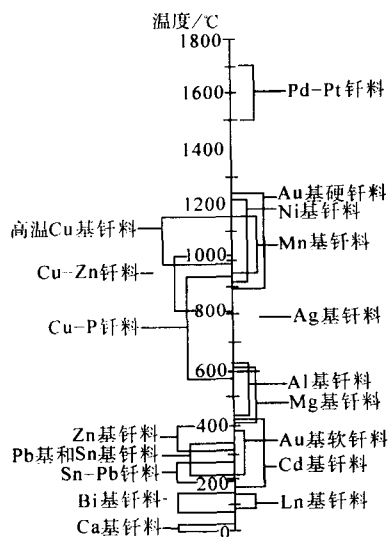 温度/℃
1800
1600
Pd-Pt钎料
1400
1200
Au基硬钎料
Ni基钎料
高温Cu基钎料
Mn基钎料
1000
Cu-Zn钎料
800
Ag基钎料
Cu-P钎料
600
Al基钎料
Mg基钎料
400
Zn基钎料
Au基软钎料
Pb基和Sn基钎料
Cd基钎料
Sn-Pb钎料
200
Bi基钎料
Ln基钎料
Ca基钎料
0